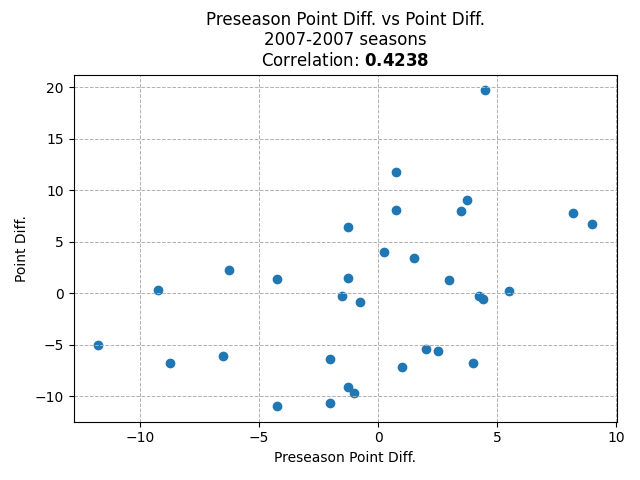 Preseason Point Diff. vs Point Diff.
2007-2007 seasons
Correlation: 0.4238
20
15
10
5
0
−5
−10
Point Diff.
−10
−5
0
5
10
Preseason Point Diff.